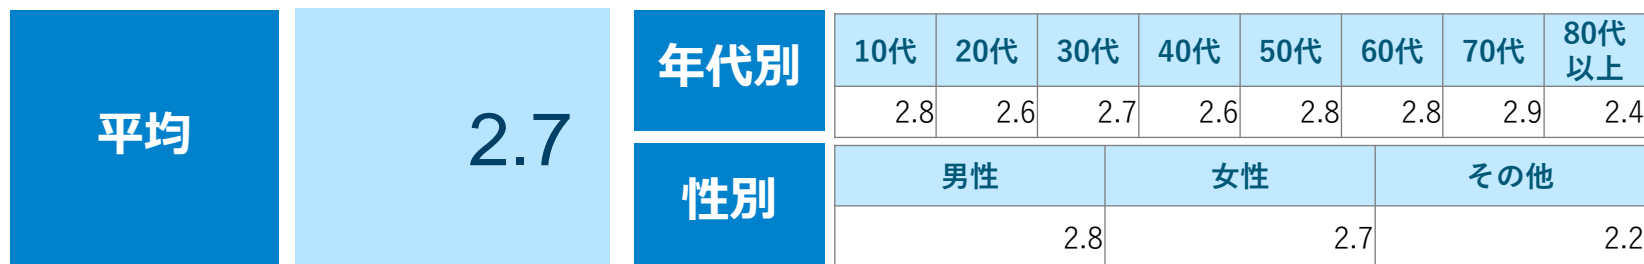 平均
2.7
年代別
10代 20代 30代 40代 50代 60代 70代 80代以上
2.8 2.6 2.7 2.6 2.8 2.8 2.9 2.4
性別
男性 女性 その他
2.8 2.7 2.2